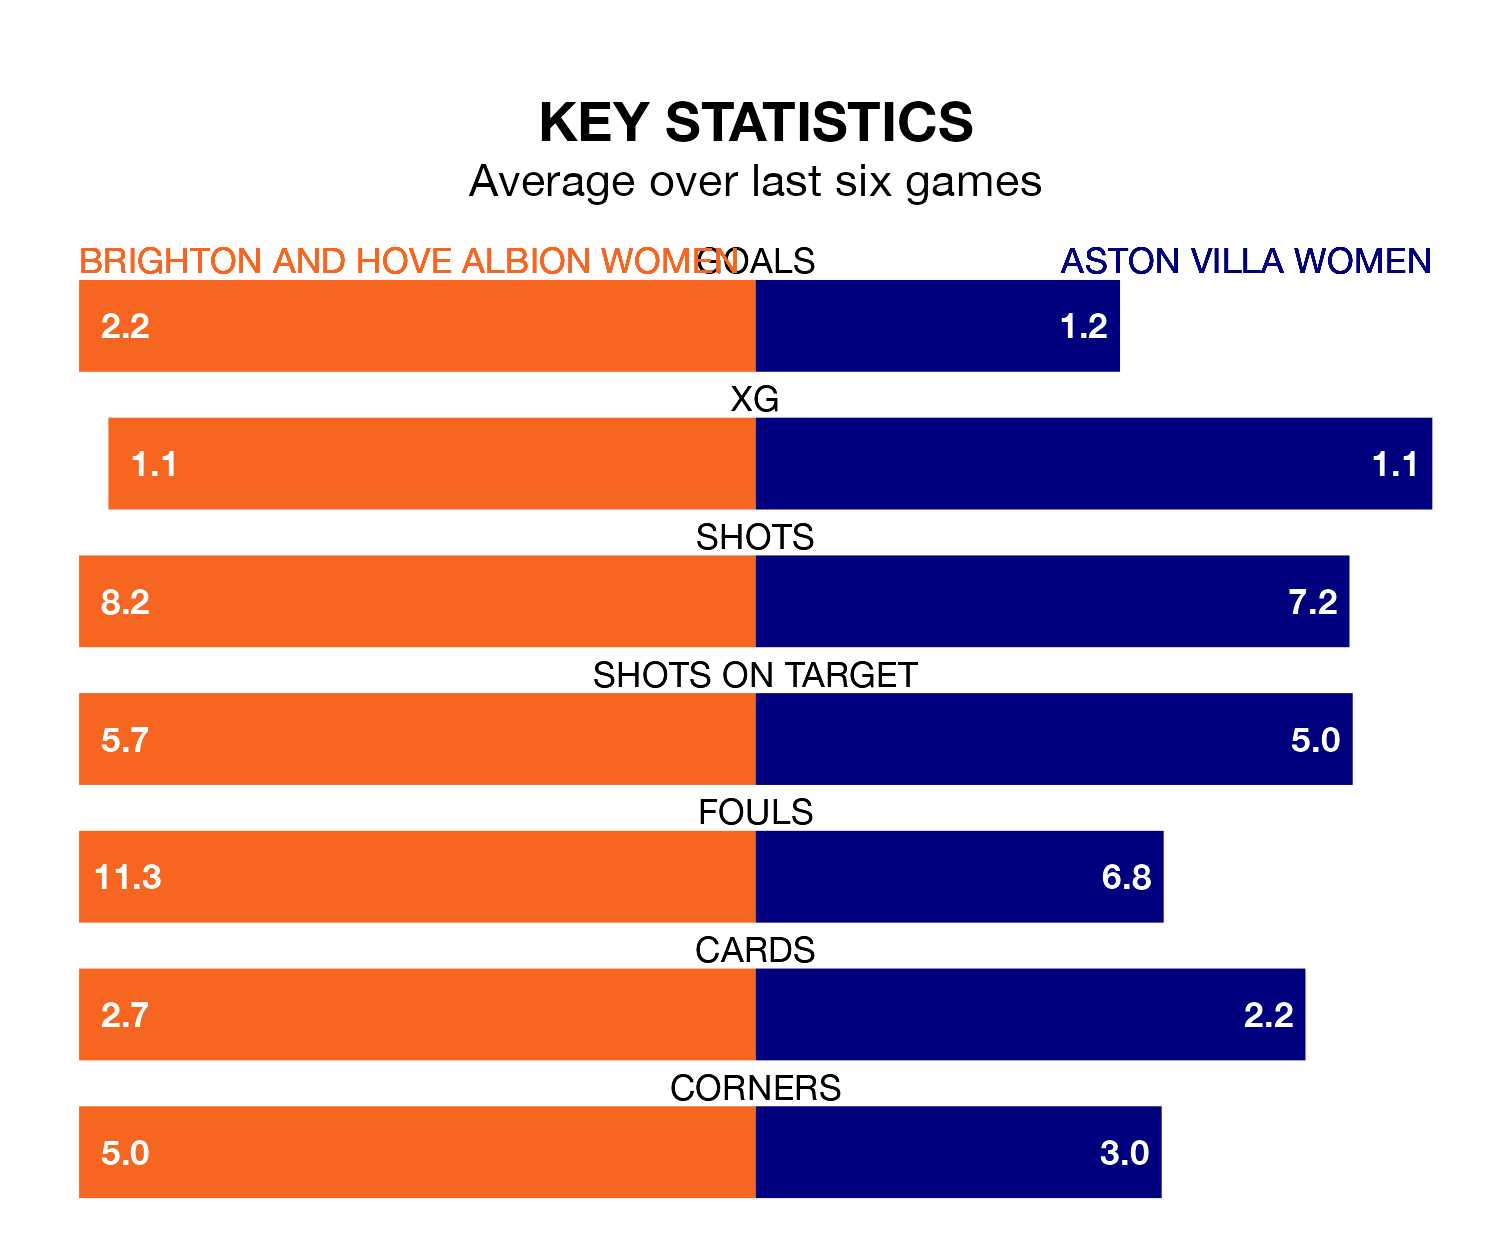 KEY STATISTICS
Average over last six games
BRIGHTON AND HOVE ALBION WOMEN GOALS ASTON VILLA WOMEN
2.2 1.2
XG
1.1 1.1
SHOTS
8.2 7.2
SHOTS ON TARGET
5.7 5.0
FOULS
11.3 6.8
CARDS
2.7 2.2
CORNERS
5.0 3.0